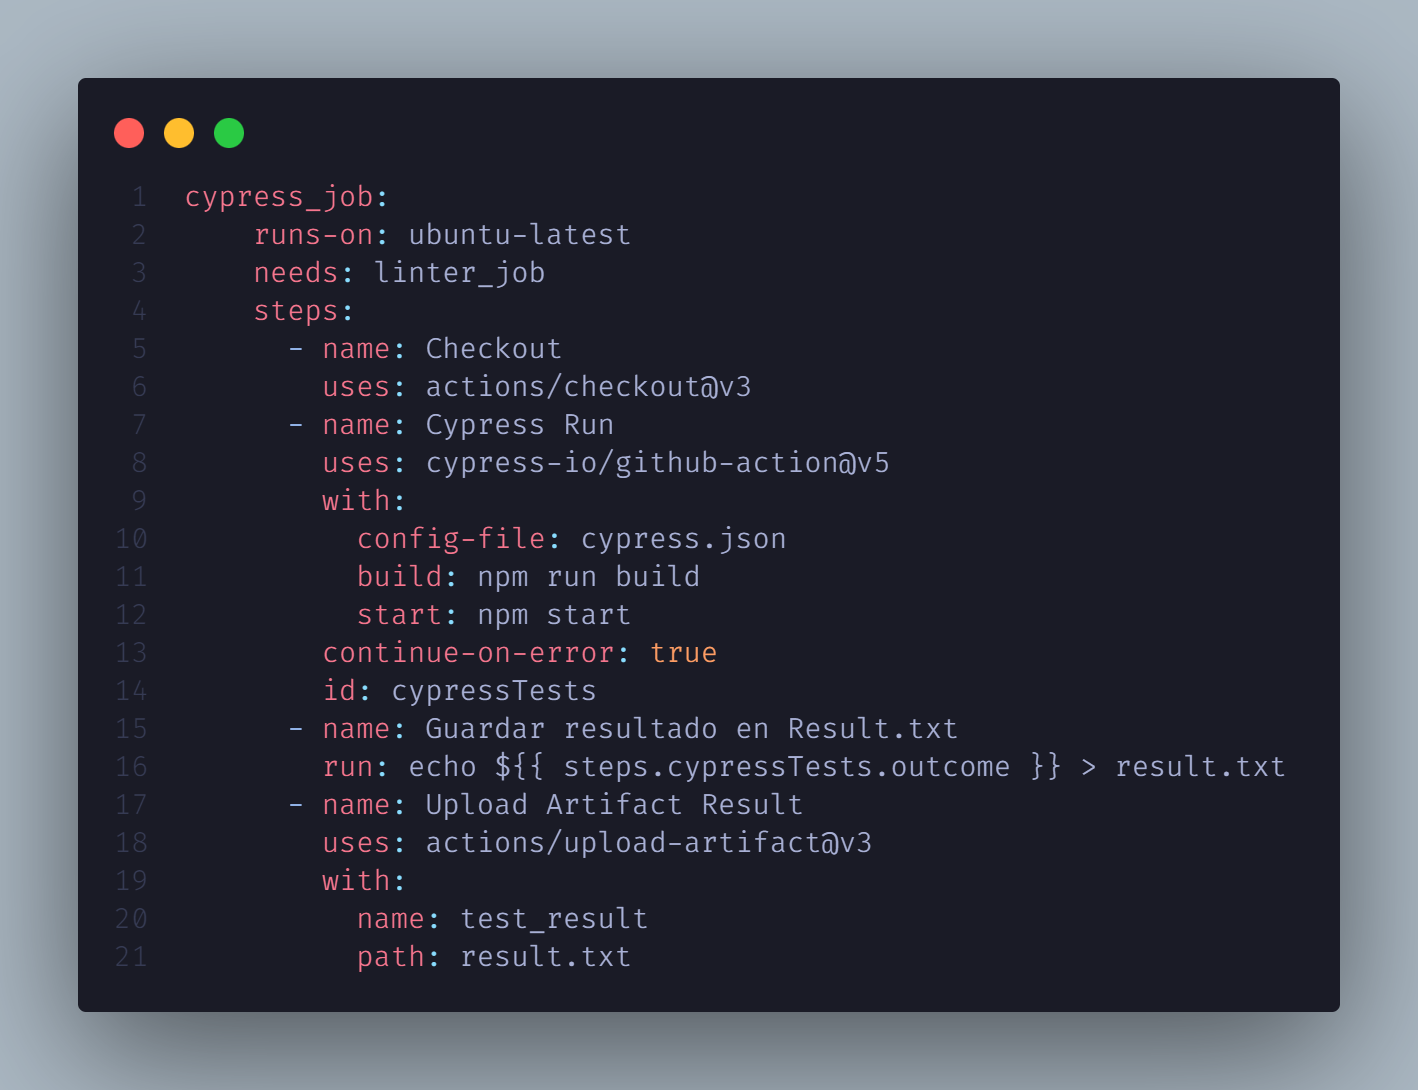 1 cypress_job:
2     runs-on: ubuntu-latest
3     needs: linter_job
4     steps:
5       - name: Checkout
6         uses: actions/checkout@v3
7       - name: Cypress Run
8         uses: cypress-io/github-action@v5
9         with:
10           config-file: cypress.json
11           build: npm run build
12           start: npm start
13         continue-on-error: true
14         id: cypressTests
15       - name: Guardar resultado en Result.txt
16         run: echo ${{ steps.cypressTests.outcome }} > result.txt
17       - name: Upload Artifact Result
18         uses: actions/upload-artifact@v3
19         with:
20           name: test_result
21           path: result.txt